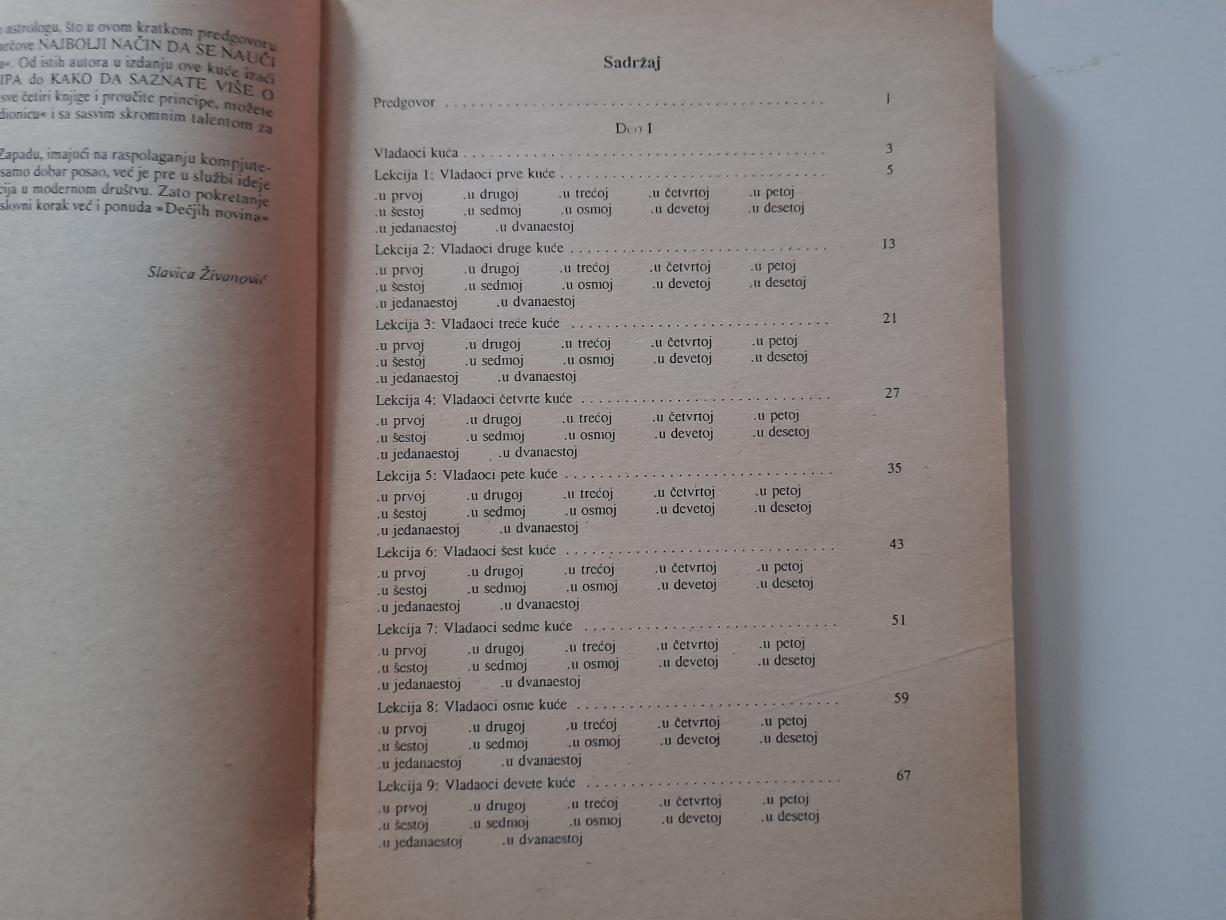 astrologu, što u ovom kratkom predgovoru
NAJBOLJI NAČIN DA SE NAUČI
Od istih autora u izdanju ove kuće izaći
do KAKO DA SAZNATE VIŠE O
sve četiri knjige i proučite principe, možete
i sa sasvim skromnim talentom za
Zapadu, imajući na raspolaganju kompjute-
samo dobar posao, već je pre u službi ideje
u modernom društvu. Zato pokretanje
korak već i ponuda »Dečjih novina«
Slavica Živanović
Sadržaj
Predgovor . . . . . . . . . . . . . . . . . . . . 1
Deo I
Vladaoci kuća . . . . . . . . . . . . . . . . . . . . 3
Lekcija 1: Vladaoci prve kuće . . . . . . . . . . . . . . . . . . . . 5
.u prvoj .u drugoj .u trećoj .u četvrtoj .u petoj
.u šestoj .u sedmoj .u osmoj .u devetoj .u desetoj
.u jedanaestoj .u dvanaestoj
Lekcija 2: Vladaoci druge kuće . . . . . . . . . . . . . . . . . . . . 13
.u prvoj .u drugoj .u trećoj .u četvrtoj .u petoj
.u šestoj .u sedmoj .u osmoj .u devetoj .u desetoj
.u jedanaestoj .u dvanaestoj
Lekcija 3: Vlađaoci treće kuće . . . . . . . . . . . . . . . . . . . . 21
.u prvoj .u drugoj .u trećoj .u četvrtoj .u petoj
.u šestoj .u sedmoj .u osmoj .u devetoj .u desetoj
.u jedanaestoj .u dvanaestoj
Lekcija 4: Vladaoci četvrte kuće . . . . . . . . . . . . . . . . . . . . 27
.u prvoj .u drugoj .u trećoj .u četvrtoj .u petoj
.u šestoj .u sedmoj .u osmoj .u devetoj .u desetoj
.u jedanaestoj .u dvanaestoj
Lekcija 5: Vladaoci pete kuće . . . . . . . . . . . . . . . . . . . . 35
.u prvoj .u drugoj .u trećoj .u četvrtoj .u petoj
.u šestoj .u sedmoj .u osmoj .u devetoj .u desetoj
.u jedanaestoj .u dvanaestoj
Lekcija 6: Vladaoci šest kuće . . . . . . . . . . . . . . . . . . . . 43
.u prvoj .u drugoj .u trećoj .u četvrtoj .u petoj
.u šestoj .u sedmoj .u osmoj .u devetoj .u desetoj
.u jedanaestoj .u dvanaestoj
Lekcija 7: Vladaoci sedme kuće . . . . . . . . . . . . . . . . . . . . 51
.u prvoj .u drugoj .u trećoj .u četvrtoj .u petoj
.u šestoj .u sedmoj .u osmoj .u devetoj .u desetoj
.u jedanaestoj .u dvanaestoj
Lekcija 8: Vladaoci osme kuće . . . . . . . . . . . . . . . . . . . . 59
.u prvoj .u drugoj .u trećoj .u četvrtoj .u petoj
.u šestoj .u sedmoj .u osmoj .u devetoj .u desetoj
.u jedanaestoj .u dvanaestoj
Lekcija 9: Vladaoci devete kuće . . . . . . . . . . . . . . . . . . . . 67
.u prvoj .u drugoj .u trećoj .u četvrtoj .u petoj
.u šestoj .u sedmoj .u osmoj .u devetoj .u desetoj
.u jedanaestoj .u dvanaestoj